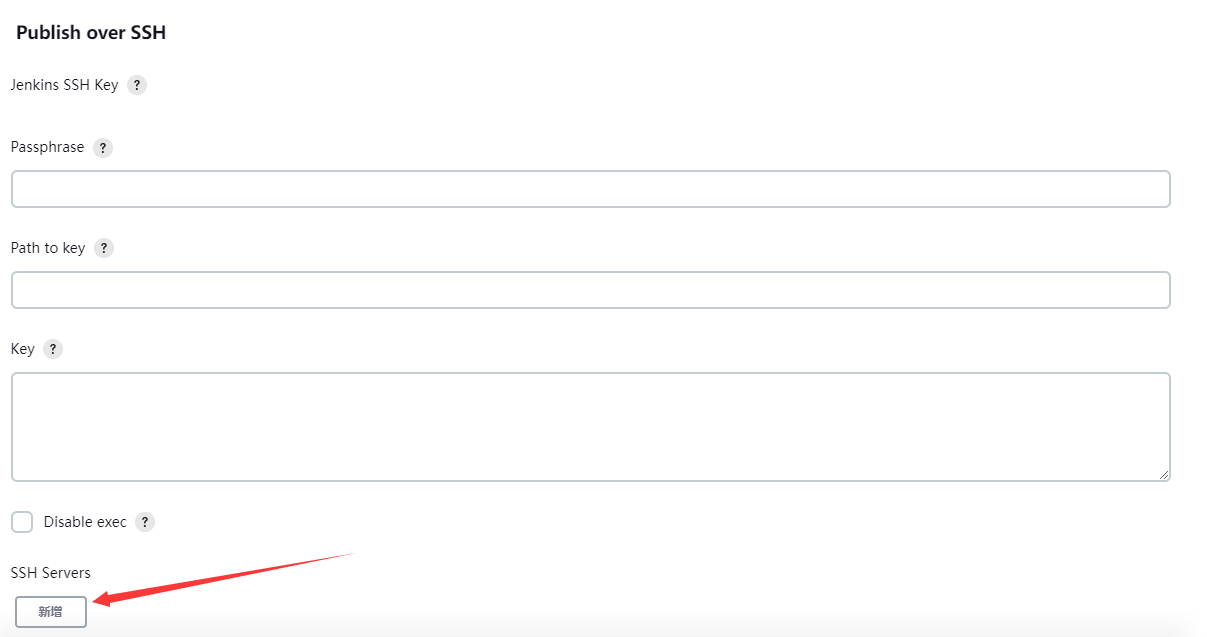 Publish over SSH
Jenkins SSH Key ?
Passphrase ?
Path to key ?
Key ?
Disable exec ?
SSH Servers
新增